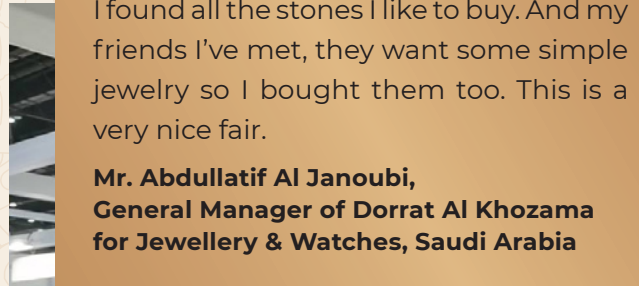 I found all the stones I like to buy. And my
friends I've met, they want some simple
jewelry so I bought them too. This is a
very nice fair.
Mr. Abdullatif Al Janoubi,
General Manager of Dorrat Al Khozama
for Jewellery & Watches, Saudi Arabia